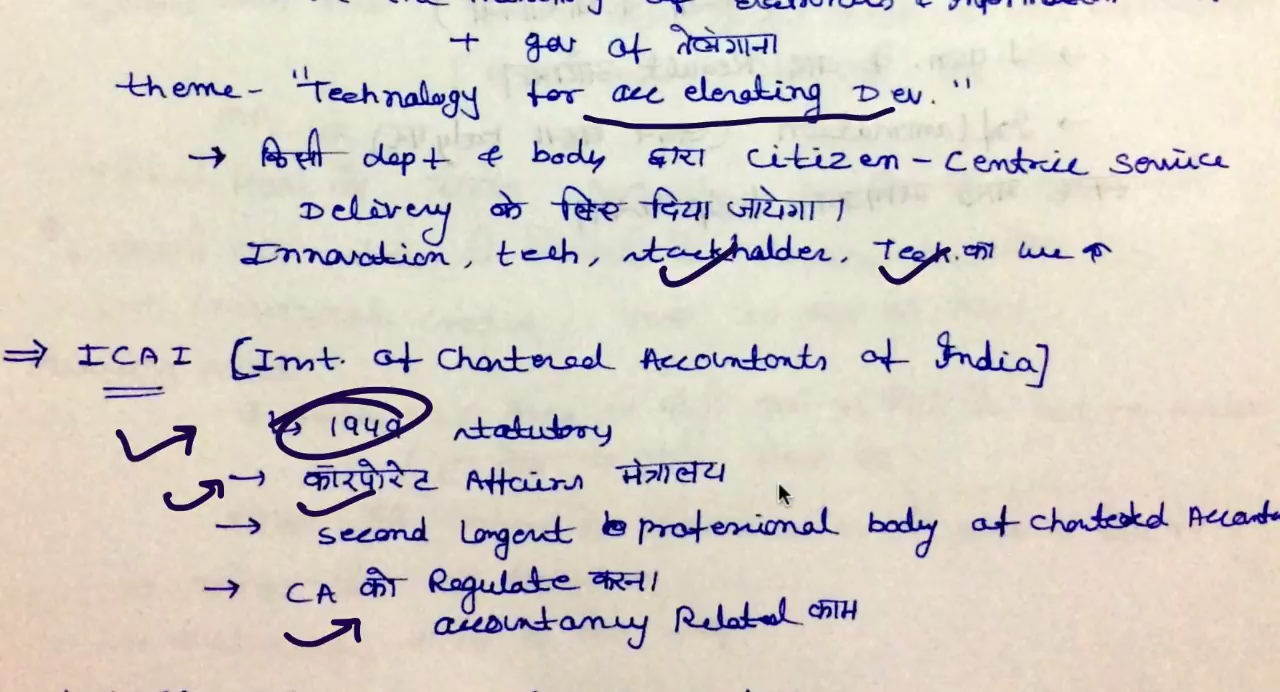 + gov of तेलंगाना
theme - "Technology for accelerating Dev."
→ किसी dept & body द्वारा citizen - centric service
Delivery के लिए दिया जायेगा।
Innovation, tech, stackholder, Tech. का use
⇒ ICAI [Inst. of Chartered Accountants of India]
↳ 1949 statutory
→ कॉरपोरेट Affairs मंत्रालय
→ second Largest professional body of chartered
→ CA को Regulate करना।
accountancy Related काम